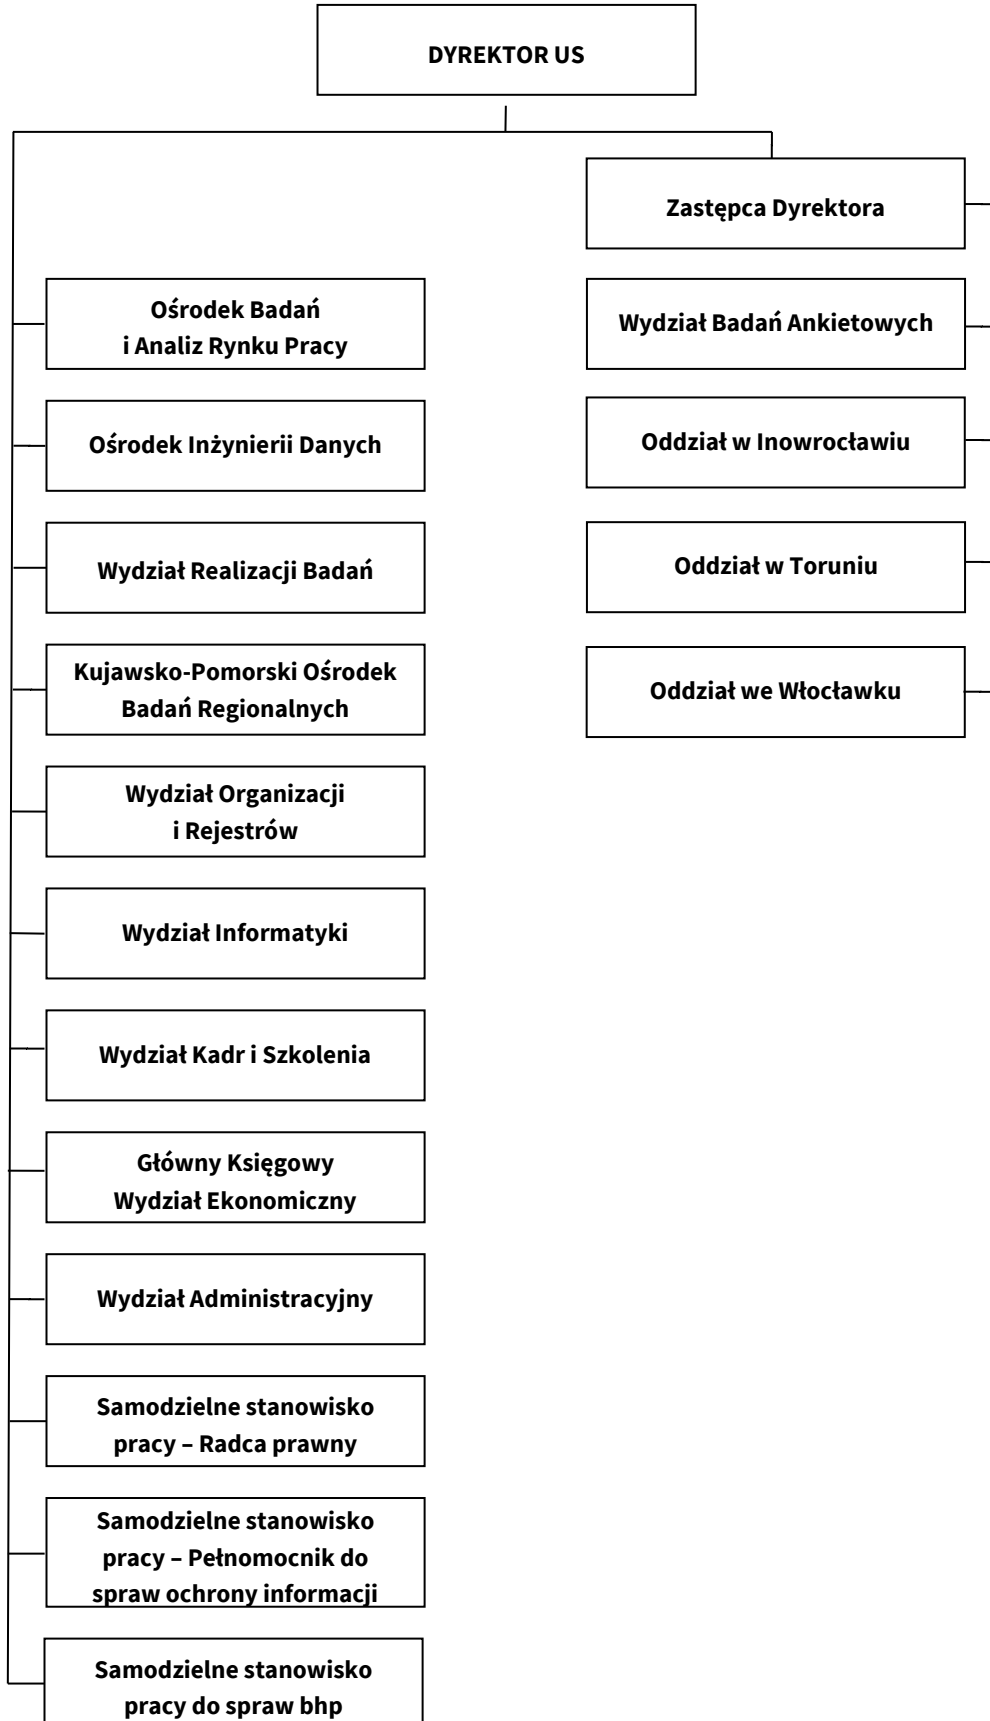 DYREKTOR US
Zastępca Dyrektora
Ośrodek Badań
i Analiz Rynku Pracy
Wydział Badań Ankietowych
Ośrodek Inżynierii Danych
Oddział w Inowrocławiu
Wydział Realizacji Badań
Oddział w Toruniu
Kujawsko-Pomorski Ośrodek
Badań Regionalnych
Oddział we Włocławku
Wydział Organizacji
i Rejestrów
Wydział Informatyki
Wydział Kadr i Szkolenia
Główny Księgowy
Wydział Ekonomiczny
Wydział Administracyjny
Samodzielne stanowisko
pracy – Radca prawny
Samodzielne stanowisko
pracy – Pełnomocnik do
spraw ochrony informacji
Samodzielne stanowisko
pracy do spraw bhp